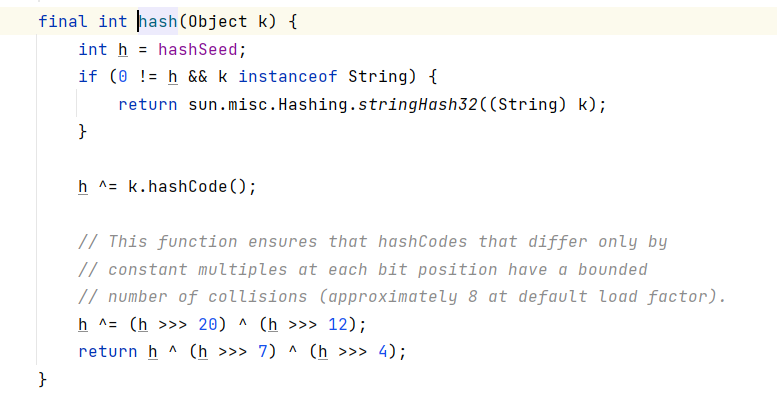 final int hash(Object k) {
    int h = hashSeed;
    if (0 != h && k instanceof String) {
        return sun.misc.Hashing.stringHash32((String) k);
    }

    h ^= k.hashCode();

    // This function ensures that hashCodes that differ only by
    // constant multiples at each bit position have a bounded
    // number of collisions (approximately 8 at default load factor).
    h ^= (h >>> 20) ^ (h >>> 12);
    return h ^ (h >>> 7) ^ (h >>> 4);
}